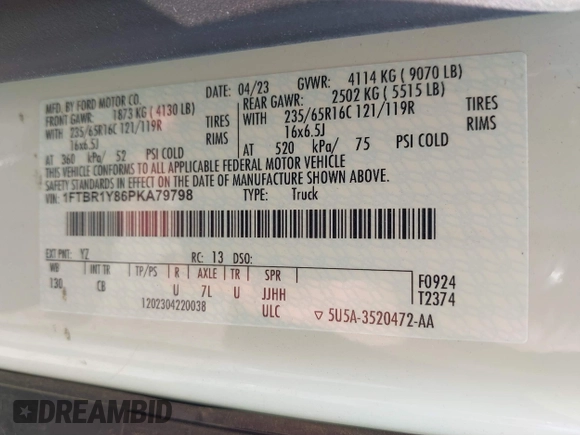 MFD. BY FORD MOTOR CO. DATE: 04/23 GVWR: 4114 KG ( 9070 LB)
FRONT GAWR: 1873 KG ( 4130 LB) REAR GAWR: 2502 KG ( 5515 LB)
WITH 235/65R16C 121/119R TIRES WITH 235/65R16C 121/119R TIRES
16x6.5J RIMS 16x6.5J RIMS
AT 360 kPa/ 52 PSI COLD AT 520 kPa/ 75 PSI COLD
THIS VEHICLE CONFORMS TO ALL APPLICABLE FEDERAL MOTOR VEHICLE
SAFETY STANDARDS IN EFFECT ON THE DATE OF MANUFACTURE SHOWN ABOVE.
VIN: 1FTBR1Y86PKA79798 TYPE: Truck
EXT PNT: YZ RC: 13 DSO:
WB INT TR TP/PS R AXLE TR SPR F0924
130 CB U 7L U JJHH T2374
1202304220038 ULC ▽ 5U5A-3520472-AA
DREAMBID